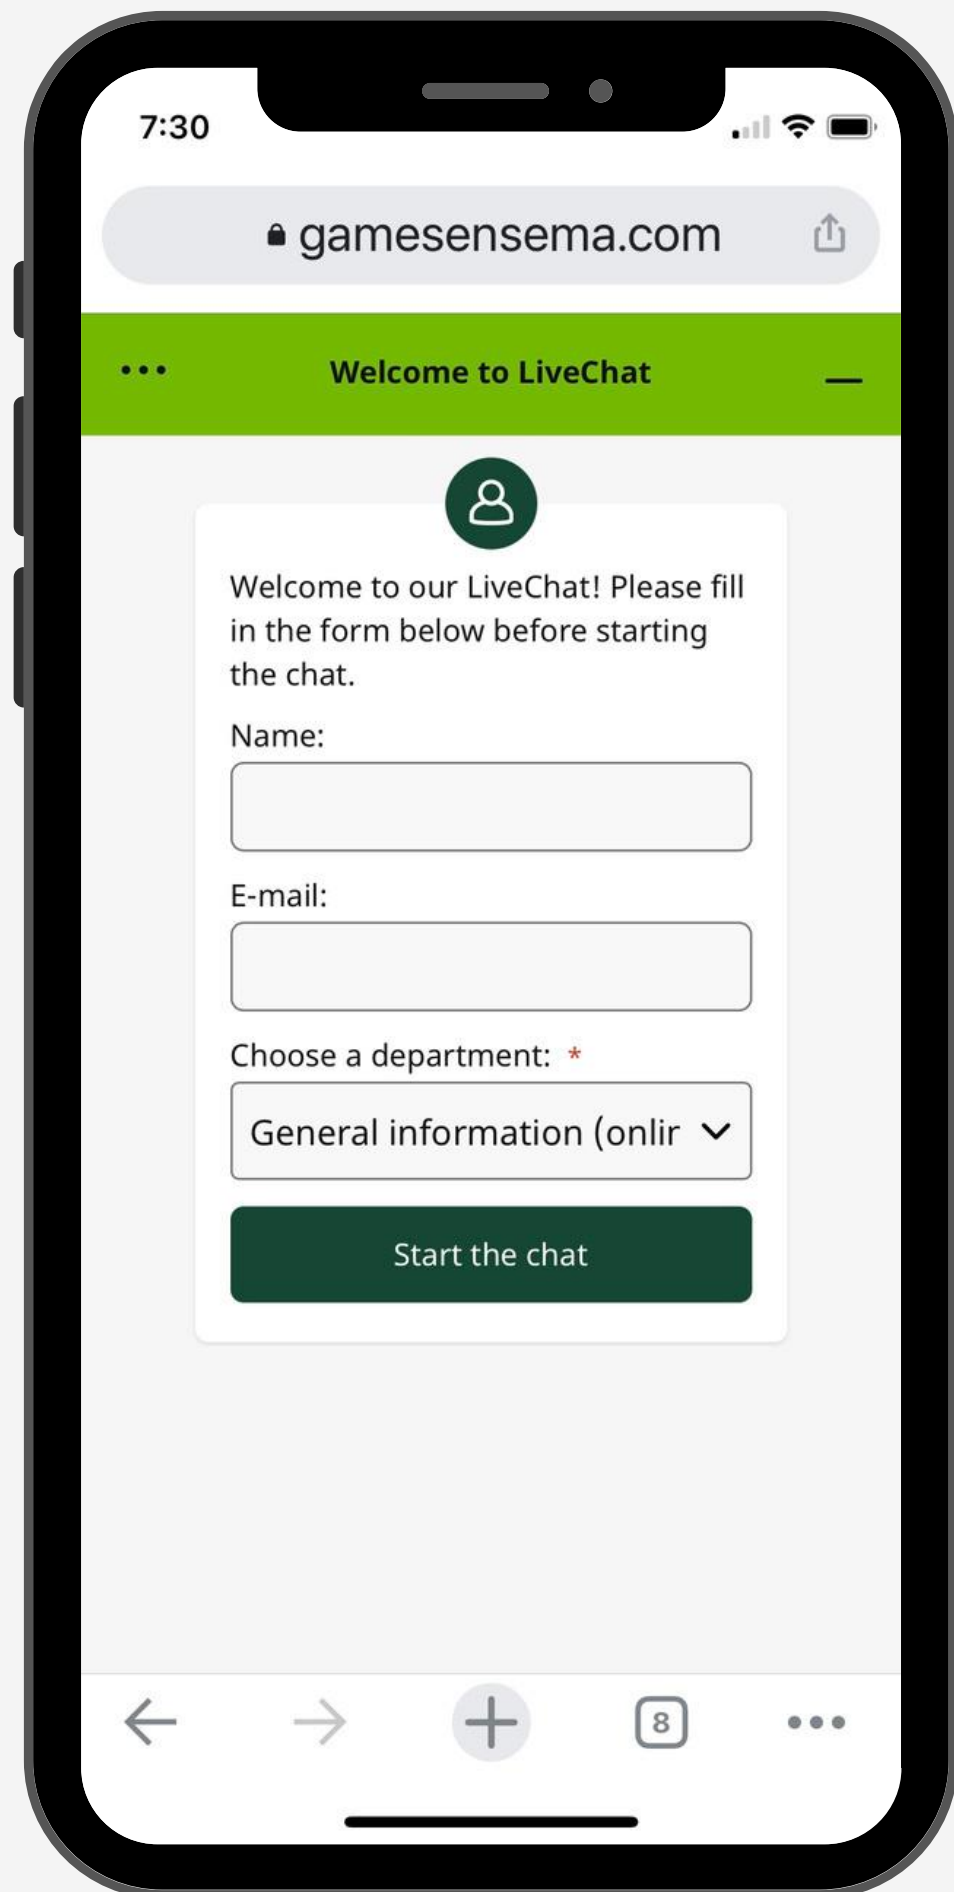 7:30
gamesensema.com
Welcome to LiveChat
Welcome to our LiveChat! Please fill
in the form below before starting
the chat.
Name:
E-mail:
Choose a department: *
General information (onlir
Start the chat
8